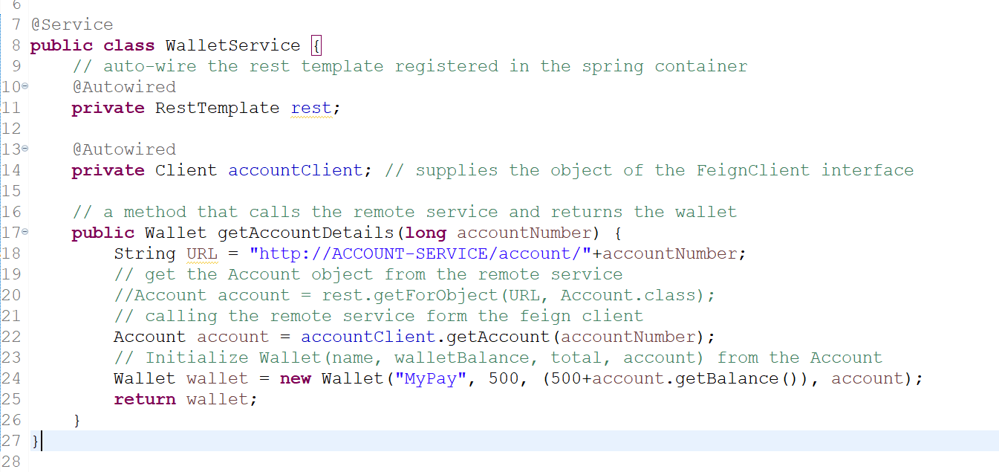 6
7 @Service
8 public class WalletService {
9     // auto-wire the rest template registered in the spring container
10     @Autowired
11     private RestTemplate rest;
12
13     @Autowired
14     private Client accountClient; // supplies the object of the FeignClient interface
15
16     // a method that calls the remote service and returns the wallet
17     public Wallet getAccountDetails(long accountNumber) {
18         String URL = "http://ACCOUNT-SERVICE/account/"+accountNumber;
19         // get the Account object from the remote service
20         //Account account = rest.getForObject(URL, Account.class);
21         // calling the remote service form the feign client
22         Account account = accountClient.getAccount(accountNumber);
23         // Initialize Wallet(name, walletBalance, total, account) from the Account
24         Wallet wallet = new Wallet("MyPay", 500, (500+account.getBalance()), account);
25         return wallet;
26     }
27 }
28